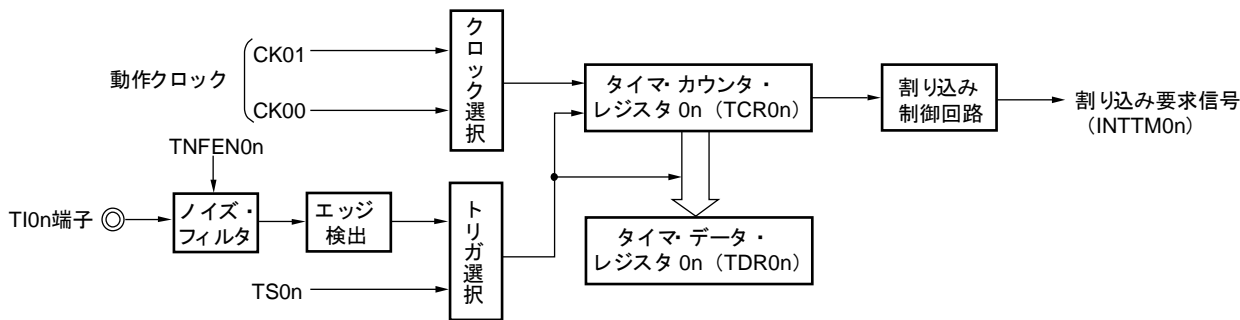 動作クロック
CK01
CK00
クロック選択
タイマ・カウンタ・
レジスタ 0n（TCR0n）
割り込み
制御回路
割り込み要求信号
（INTTM0n）
TNFEN0n
TI0n端子
ノイズ・
フィルタ
エッジ
検出
TS0n
トリガ選択
タイマ・データ・
レジスタ 0n（TDR0n）